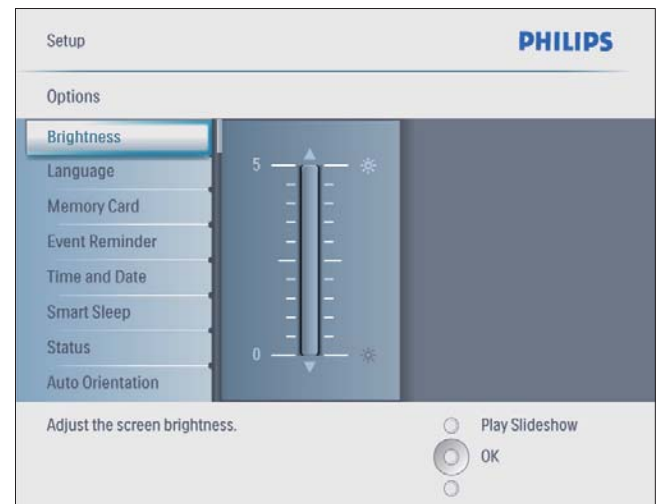 Setup
PHILIPS
Options
Brightness
Language
Memory Card
Event Reminder
Time and Date
Smart Sleep
Status
Auto Orientation
5
0
Adjust the screen brightness.
Play Slideshow
OK